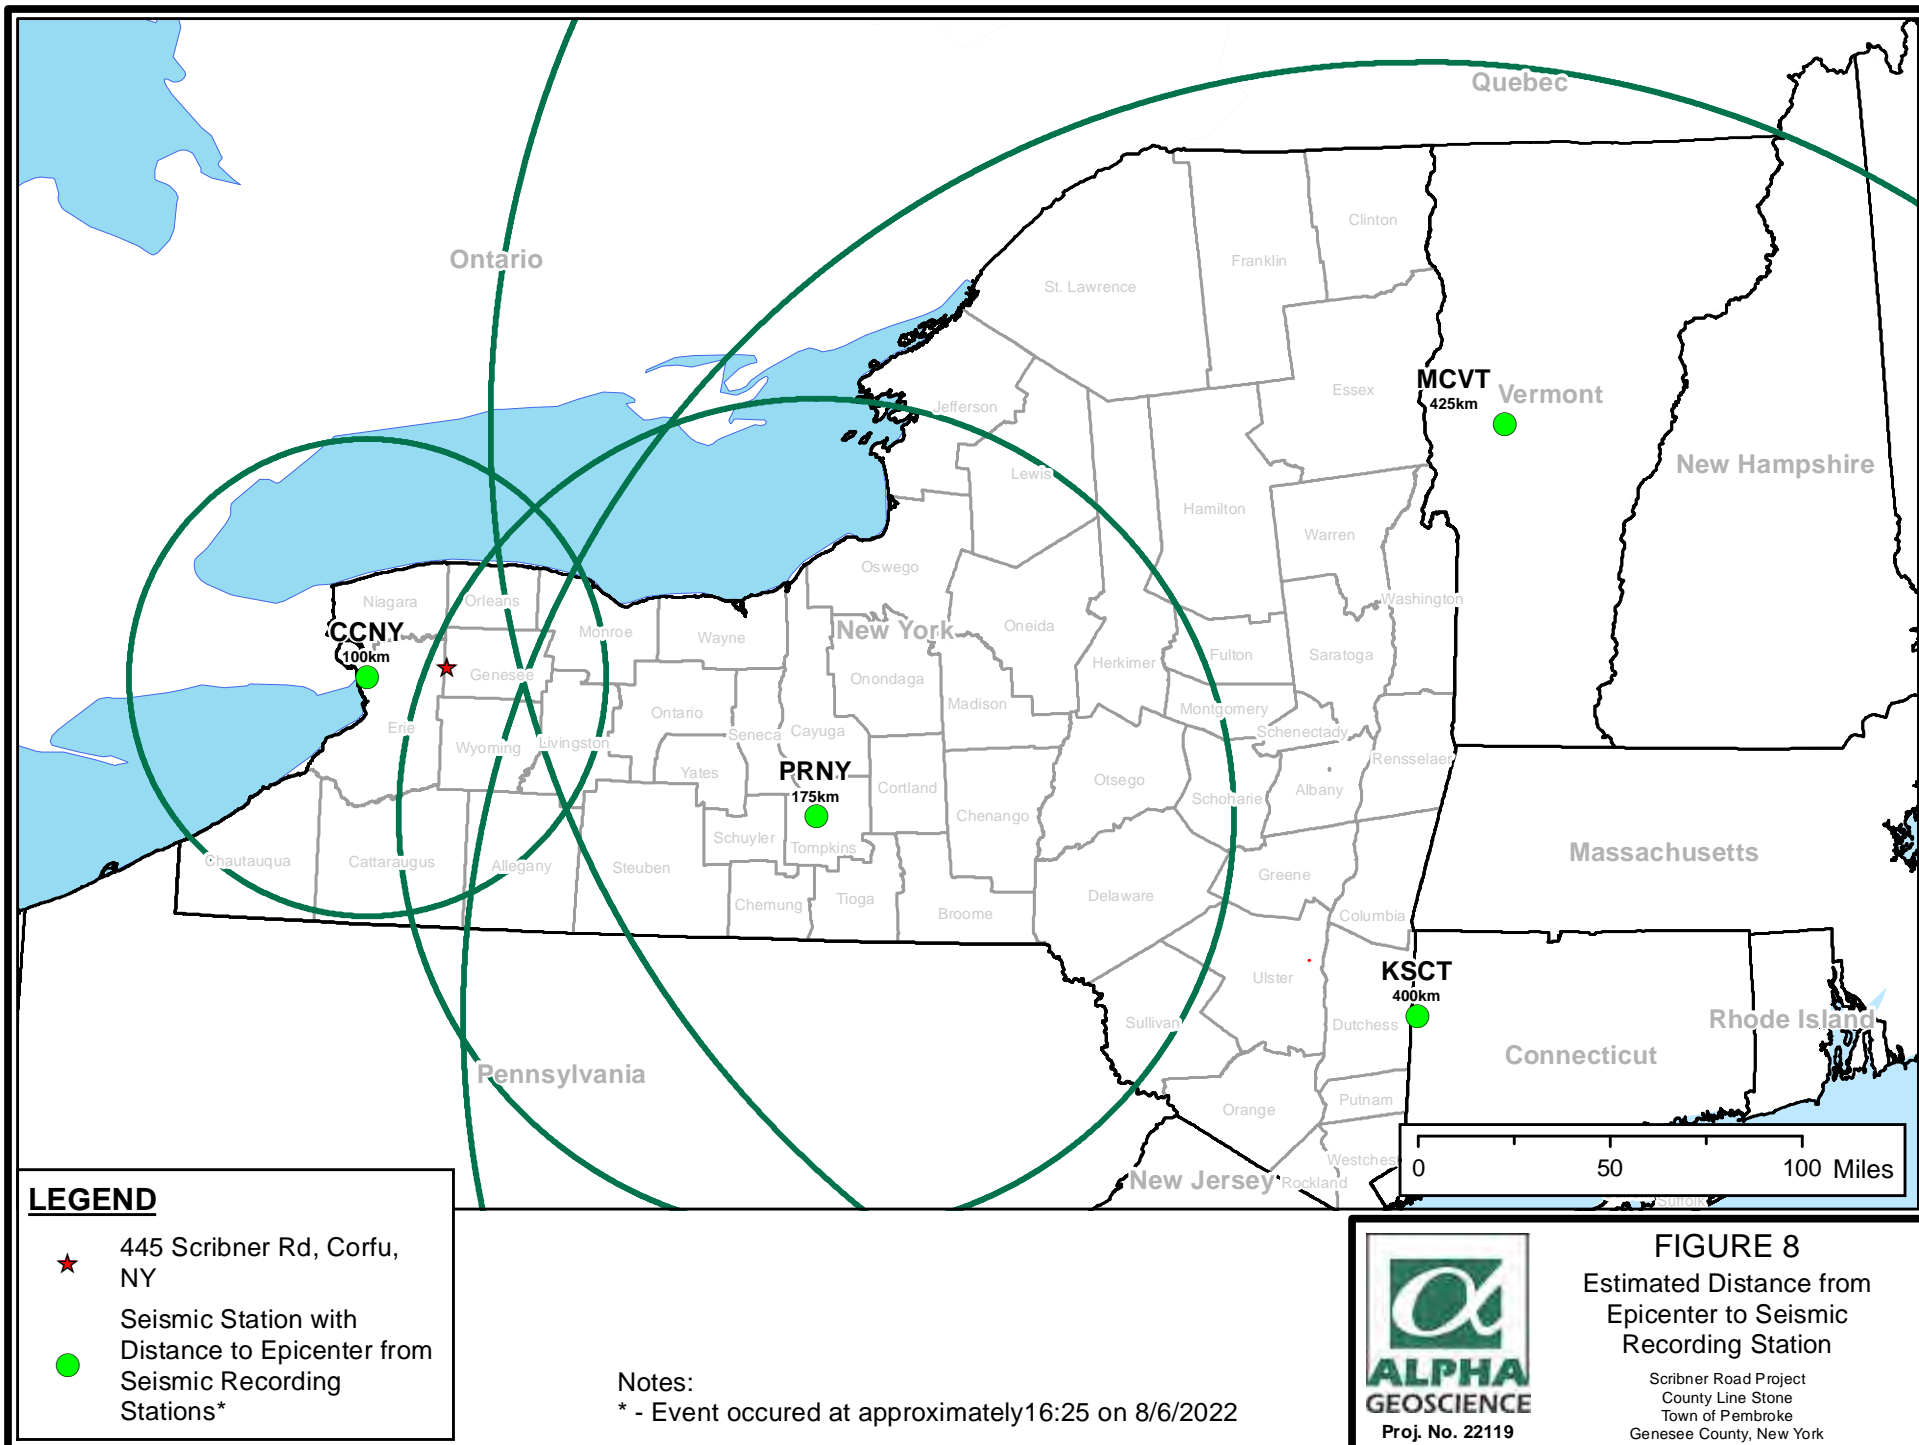 Quebec
Ontario
Clinton
Franklin
St. Lawrence
MCVT
425km
Vermont
Essex
Jefferson
New Hampshire
Lewis
Hamilton
Warren
Oswego
Washington
Niagara
Orleans
CCNY
100km
Monroe
Wayne
New York
Oneida
Genesee
Herkimer
Fulton
Saratoga
Onondaga
Madison
Montgomery
Erie
Wyoming
Livingston
Ontario
Seneca
Cayuga
Schenectady
Rensselaer
PRNY
175km
Yates
Cortland
Otsego
Schoharie
Albany
Chenango
Schuyler
Tompkins
Massachusetts
Chautauqua
Cattaraugus
Allegany
Steuben
Greene
Chemung
Tioga
Broome
Delaware
Columbia
KSCT
400km
Ulster
Sullivan
Dutchess
Rhode Island
Connecticut
Pennsylvania
Orange
Putnam
Westches
New Jersey
Rockland
Suffolk
0 50 100 Miles
LEGEND
445 Scribner Rd, Corfu,
NY
Seismic Station with
Distance to Epicenter from
Seismic Recording
Stations*
Notes:
* - Event occured at approximately16:25 on 8/6/2022
ALPHA
GEOSCIENCE
Proj. No. 22119
FIGURE 8
Estimated Distance from
Epicenter to Seismic
Recording Station
Scribner Road Project
County Line Stone
Town of Pembroke
Genesee County, New York